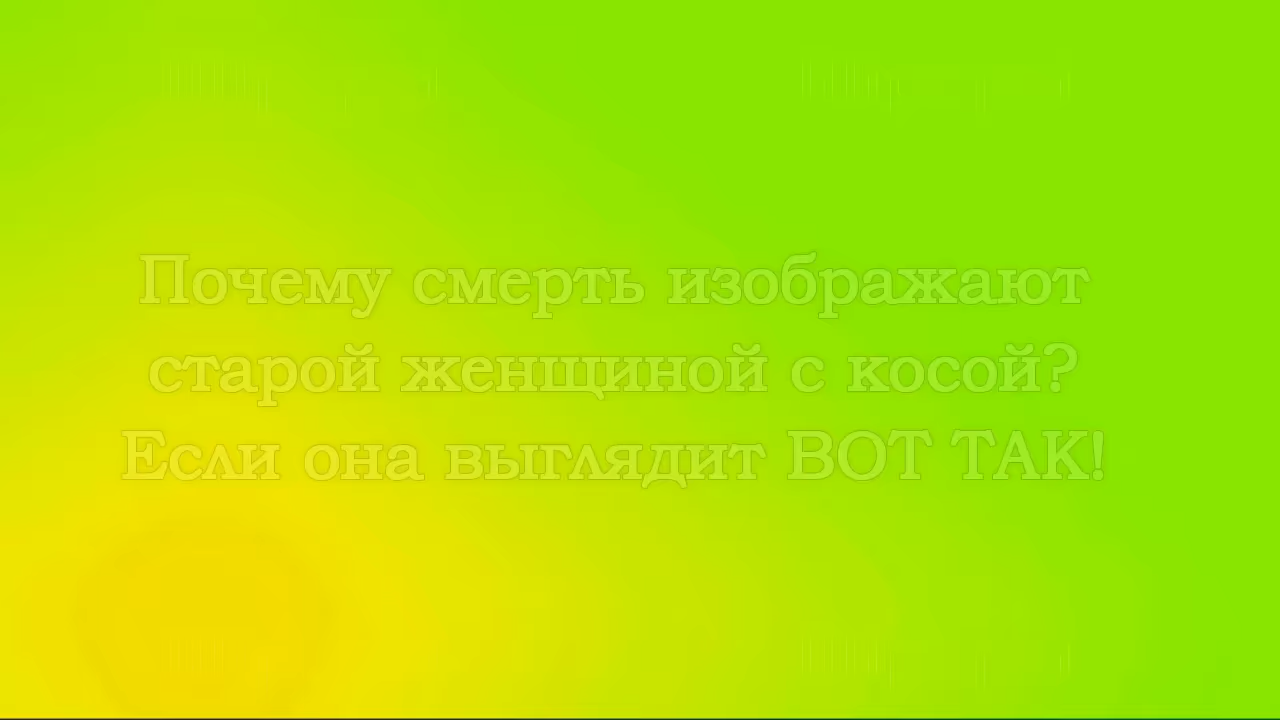 Почему смерть изображают
старой женщиной с косой?
Если она выглядит ВОТ ТАК!